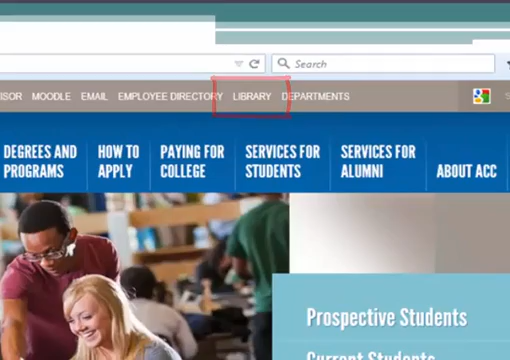 Search
ISOR MOODLE EMAIL EMPLOYEE DIRECTORY LIBRARY DEPARTMENTS
DEGREES AND
PROGRAMS
HOW TO
APPLY
PAYING FOR
COLLEGE
SERVICES FOR
STUDENTS
SERVICES FOR
ALUMNI
ABOUT ACC
Prospective Students
Current Students